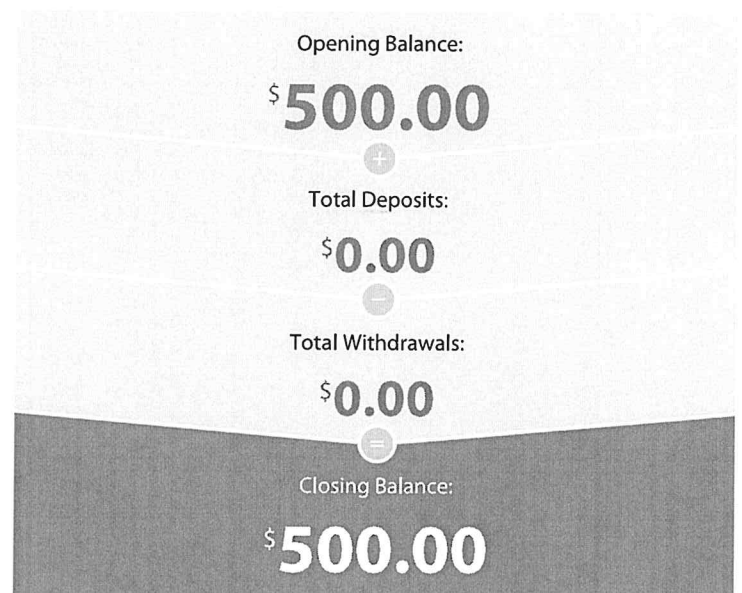 Opening Balance:
$500.00
+
Total Deposits:
$0.00
−
Total Withdrawals:
$0.00
=
Closing Balance:
$500.00